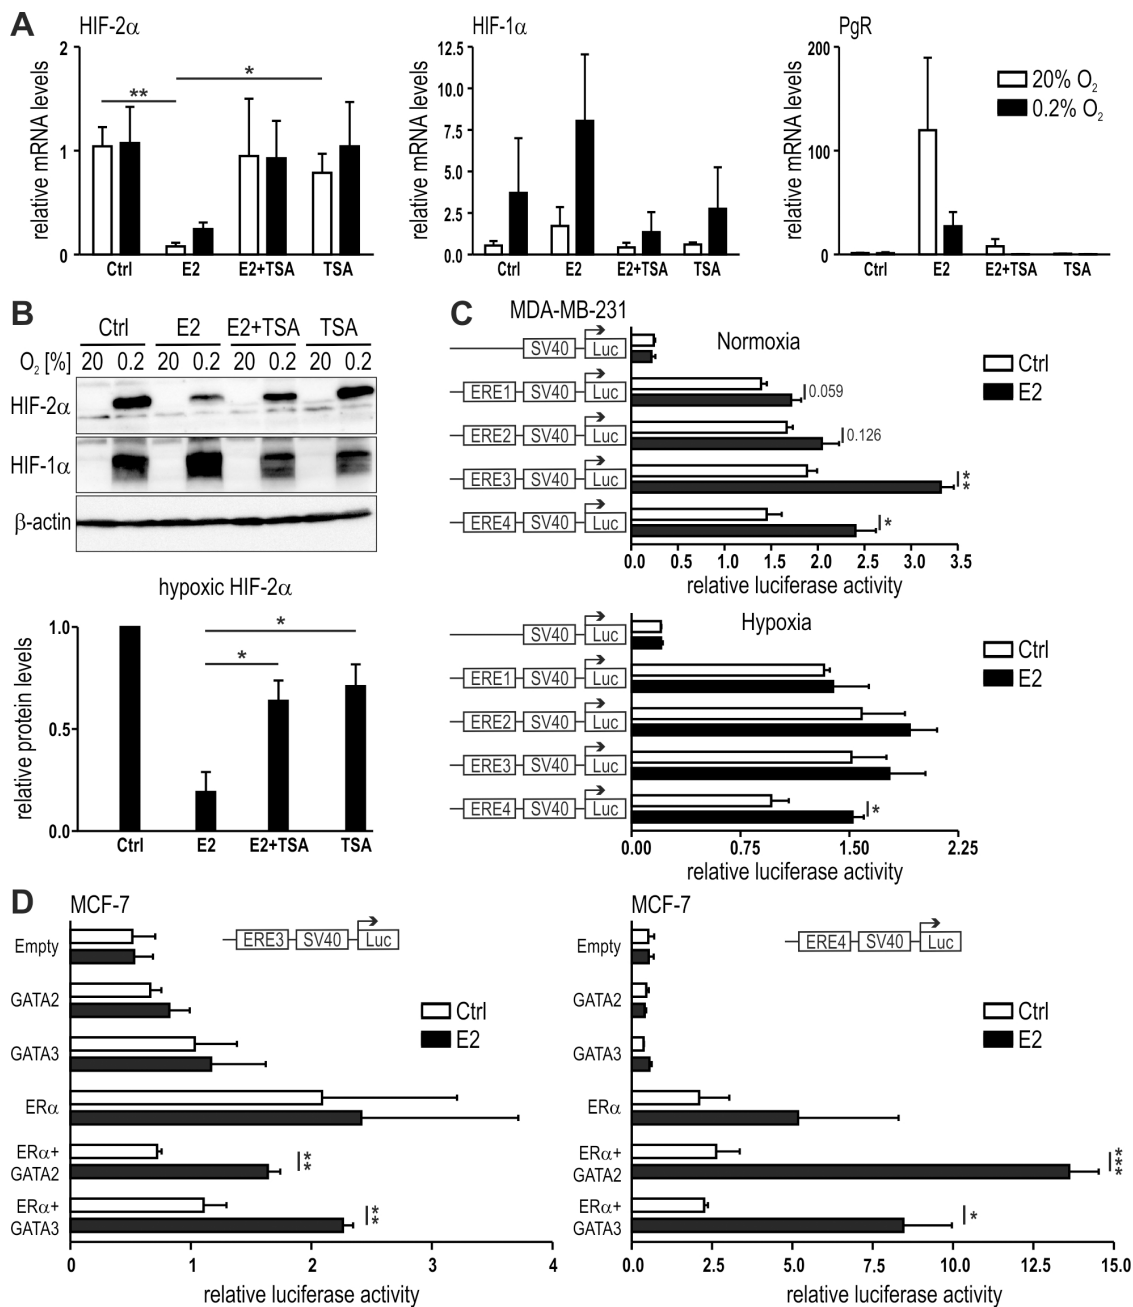 A
HIF-2α
relative mRNA levels
2
1
0
**
*
Ctrl E2 E2+TSA TSA
HIF-1α
relative mRNA levels
12.5
10.0
7.5
5.0
2.5
0
Ctrl E2 E2+TSA TSA
PgR
relative mRNA levels
200
100
0
Ctrl E2 E2+TSA TSA
20% O2
0.2% O2
B
Ctrl E2 E2+TSA TSA
O2 [%] 20 0.2 20 0.2 20 0.2 20 0.2
HIF-2α
HIF-1α
β-actin
hypoxic HIF-2α
relative protein levels
1.0
0.5
0.0
*
*
Ctrl E2 E2+TSA TSA
C
MDA-MB-231
Normoxia
SV40 Luc
ERE1 SV40 Luc
0.059
ERE2 SV40 Luc
0.126
ERE3 SV40 Luc
**
ERE4 SV40 Luc
*
Ctrl
E2
0.0 0.5 1.0 1.5 2.0 2.5 3.0 3.5
relative luciferase activity
Hypoxia
SV40 Luc
ERE1 SV40 Luc
ERE2 SV40 Luc
ERE3 SV40 Luc
ERE4 SV40 Luc
*
Ctrl
E2
0.00 0.75 1.50 2.25
relative luciferase activity
D
MCF-7
ERE3 SV40 Luc
Empty
GATA2
GATA3
ERα
ERα+
GATA2
**
ERα+
GATA3
**
Ctrl
E2
0 1 2 3 4
relative luciferase activity
MCF-7
ERE4 SV40 Luc
Empty
GATA2
GATA3
ERα
ERα+
GATA2
***
ERα+
GATA3
*
Ctrl
E2
0.0 2.5 5.0 7.5 10.0 12.5 15.0
relative luciferase activity